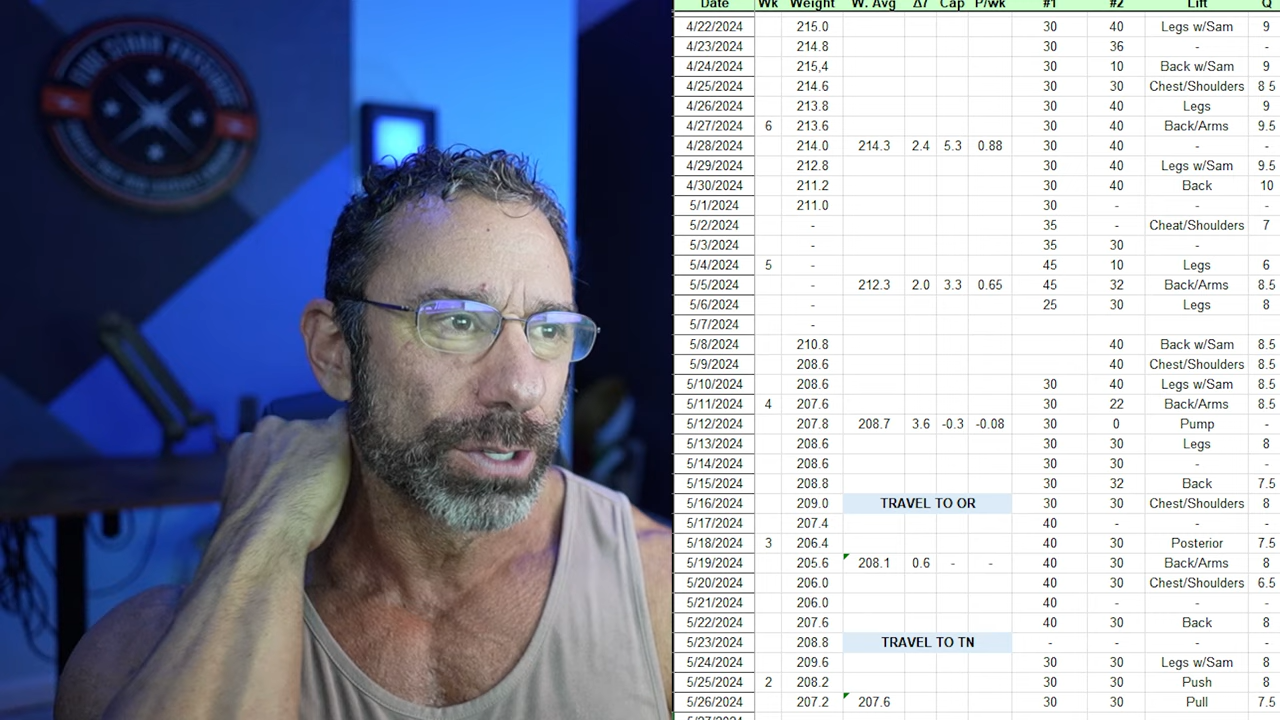 Date Wk Weight W. Avg Δ7 Cap P/wk #1 #2 Lift Q
4/22/2024 215.0 30 40 Legs w/Sam 9
4/23/2024 214.8 30 36 - -
4/24/2024 215,4 30 10 Back w/Sam 9
4/25/2024 214.6 30 30 Chest/Shoulders 8 5
4/26/2024 213.8 30 40 Legs 9
4/27/2024 6 213.6 30 40 Back/Arms 9.5
4/28/2024 214.0 214.3 2.4 5.3 0.88 30 40 - -
4/29/2024 212.8 30 40 Legs w/Sam 9.5
4/30/2024 211.2 30 40 Back 10
5/1/2024 211.0 30 - - -
5/2/2024 - 35 - Cheat/Shoulders 7
5/3/2024 - 35 30 -
5/4/2024 5 - 45 10 Legs 6
5/5/2024 - 212.3 2.0 3.3 0.65 45 32 Back/Arms 8.5
5/6/2024 - 25 30 Legs 8
5/7/2024 -
5/8/2024 210.8 40 Back w/Sam 8.5
5/9/2024 208.6 40 Chest/Shoulders 8.5
5/10/2024 208.6 30 40 Legs w/Sam 8.5
5/11/2024 4 207.6 30 22 Back/Arms 8.5
5/12/2024 207.8 208.7 3.6 -0.3 -0.08 30 0 Pump -
5/13/2024 208.6 30 30 Legs 8
5/14/2024 208.6 30 30 - -
5/15/2024 208.8 30 32 Back 7.5
5/16/2024 209.0 TRAVEL TO OR 30 30 Chest/Shoulders 8
5/17/2024 207.4 40 - - -
5/18/2024 3 206.4 40 30 Posterior 7.5
5/19/2024 205.6 208.1 0.6 - - 40 30 Back/Arms 8
5/20/2024 206.0 40 30 Chest/Shoulders 6.5
5/21/2024 206.0 40 - - -
5/22/2024 207.6 40 30 Back 8
5/23/2024 208.8 TRAVEL TO TN - - - -
5/24/2024 209.6 30 30 Legs w/Sam 8
5/25/2024 2 208.2 30 30 Push 8
5/26/2024 207.2 207.6 30 30 Pull 7.5
5/27/2024